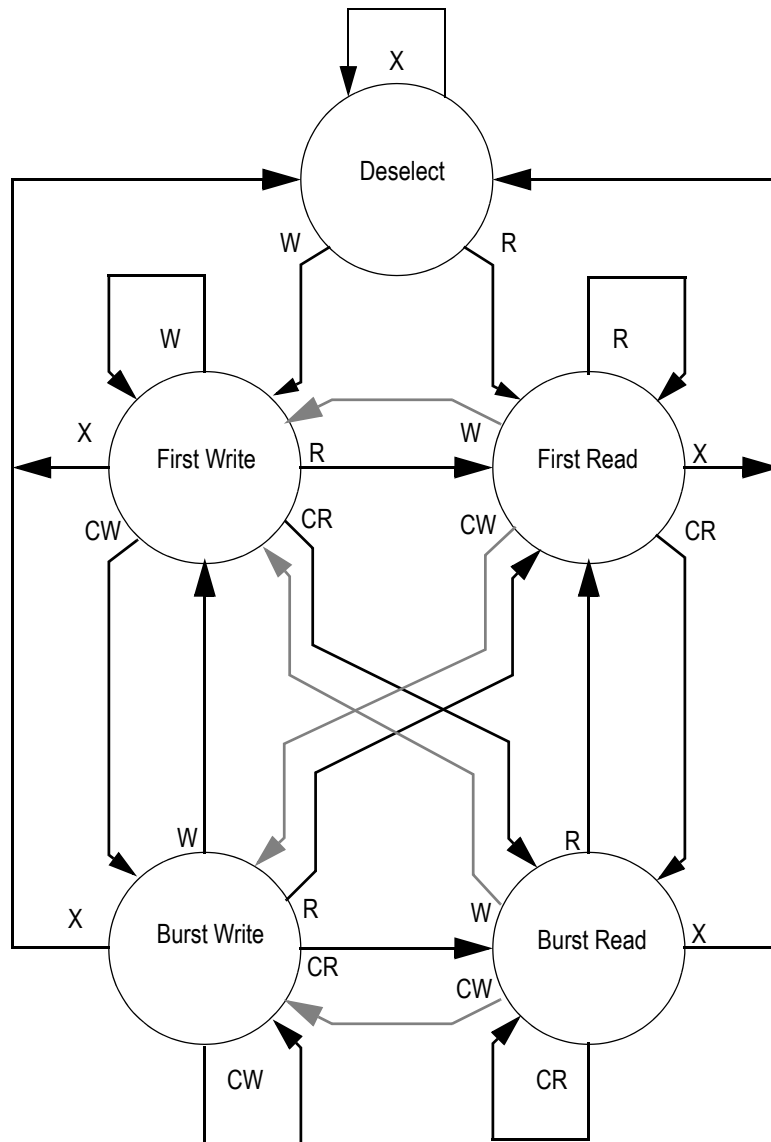 X
Deselect
W
R
W
R
X
W
First Write
R
First Read
X
CW
CR
CW
CR
W
R
X
R
W
X
Burst Write
Burst Read
CR
CW
CW
CR